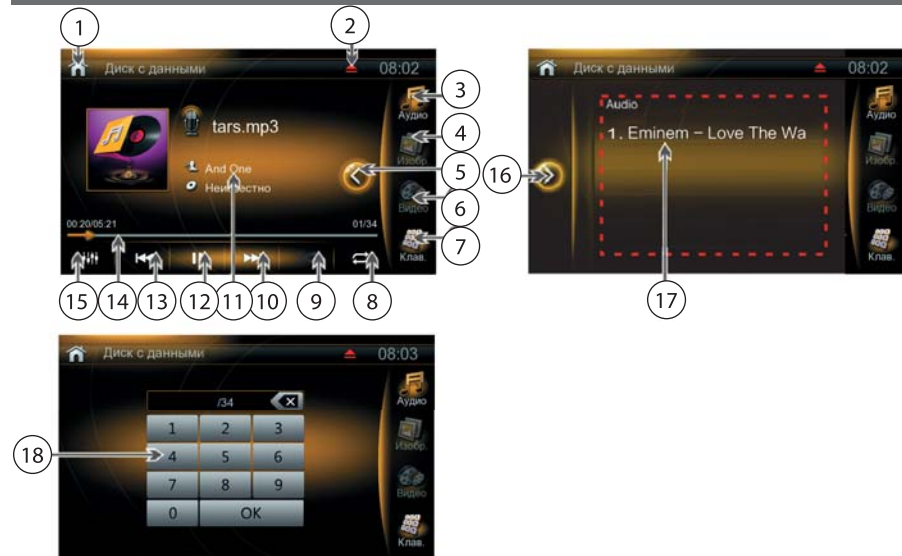 1
2
Диск с данными
08:02
tars.mp3
And One
Неизвестно
00:20/05:21
01/34
Аудио
Изобр.
Видео
Клав.
3
4
5
6
7
15
14
13
12
11
10
9
8
Диск с данными
08:02
Audio
1. Eminem – Love The Wa
Аудио
Изобр.
Видео
Клав.
16
17
Диск с данными
08:03
/34
1 2 3
4 5 6
7 8 9
0 OK
Аудио
Изобр.
Видео
Клав.
18